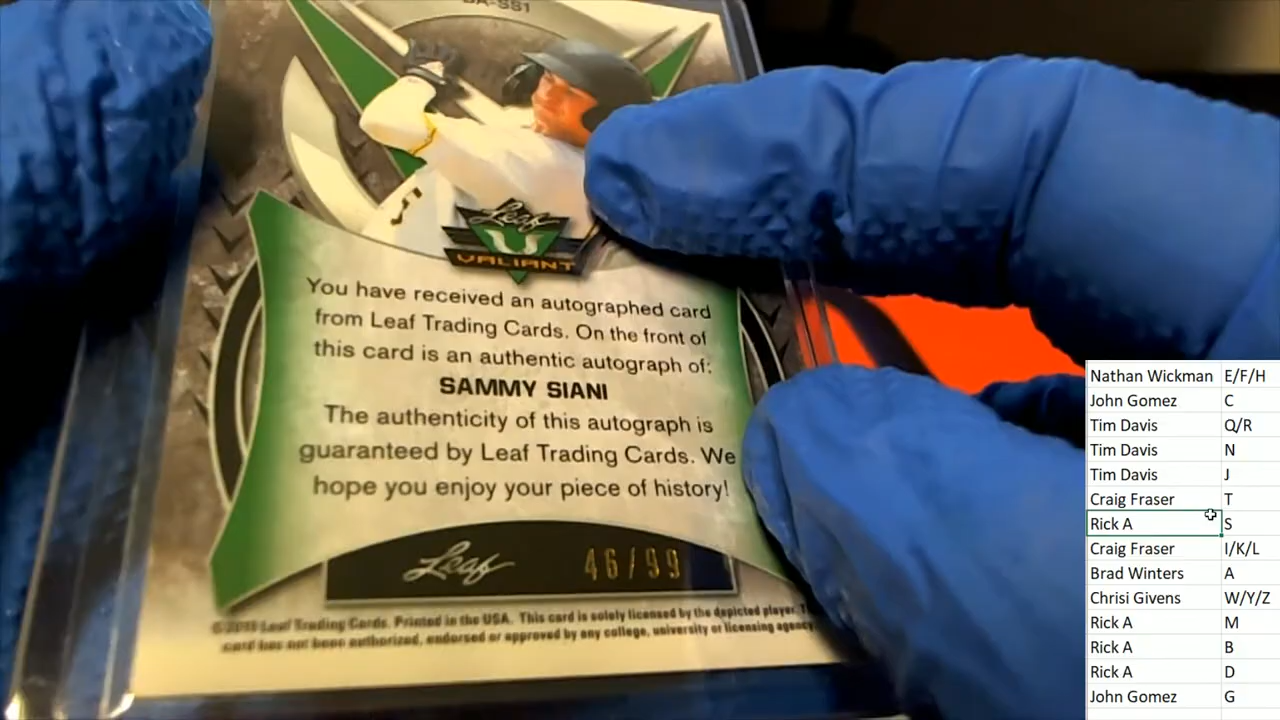 BA-SS1
Leaf
VALIANT
You have received an autographed card
from Leaf Trading Cards. On the front of
this card is an authentic autograph of:
SAMMY SIANI
The authenticity of this autograph is
guaranteed by Leaf Trading Cards. We
hope you enjoy your piece of history!
Leaf 46/99
Leaf Trading Cards. Printed in the USA. This card is solely licensed by the depicted player.
card has not been authorized, endorsed or approved by any college, university or licensing agency
Nathan Wickman E/F/H
John Gomez C
Tim Davis Q/R
Tim Davis N
Tim Davis J
Craig Fraser T
Rick A S
Craig Fraser I/K/L
Brad Winters A
Chrisi Givens W/Y/Z
Rick A M
Rick A B
Rick A D
John Gomez G